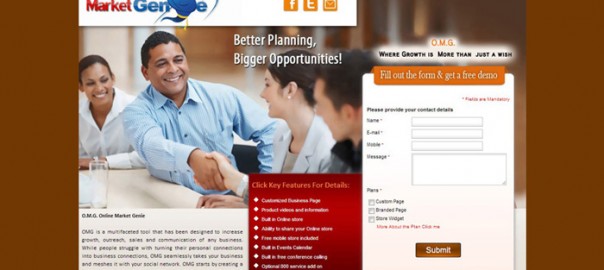 Market Genie
Better Planning,
Bigger Opportunities!
O.M.G.
Where Growth is More than just a wish
Fill out the form & get a free demo
* Fields are Mandatory
Please provide your contact details
Name *
E-mail *
Mobile *
Message *
Plans *
Custom Page
Branded Page
Store Widget
More About the Plan Click me
Submit
Click Key Features For Details:
Customized Business Page
Product videos and information
Built in Online store
Ability to share your Online Store
Free mobile store included
Built in Events Calendar
Built in free conference calling
Optional 800 service add on
O.M.G. Online Market Genie
OMG is a multifaceted tool that has been designed to increase
growth, outreach, sales and communication of any business.
While people struggle with turning their personal connections
into business connections, OMG seamlessly takes your business
and meshes it with your social network. OMG starts by creating a